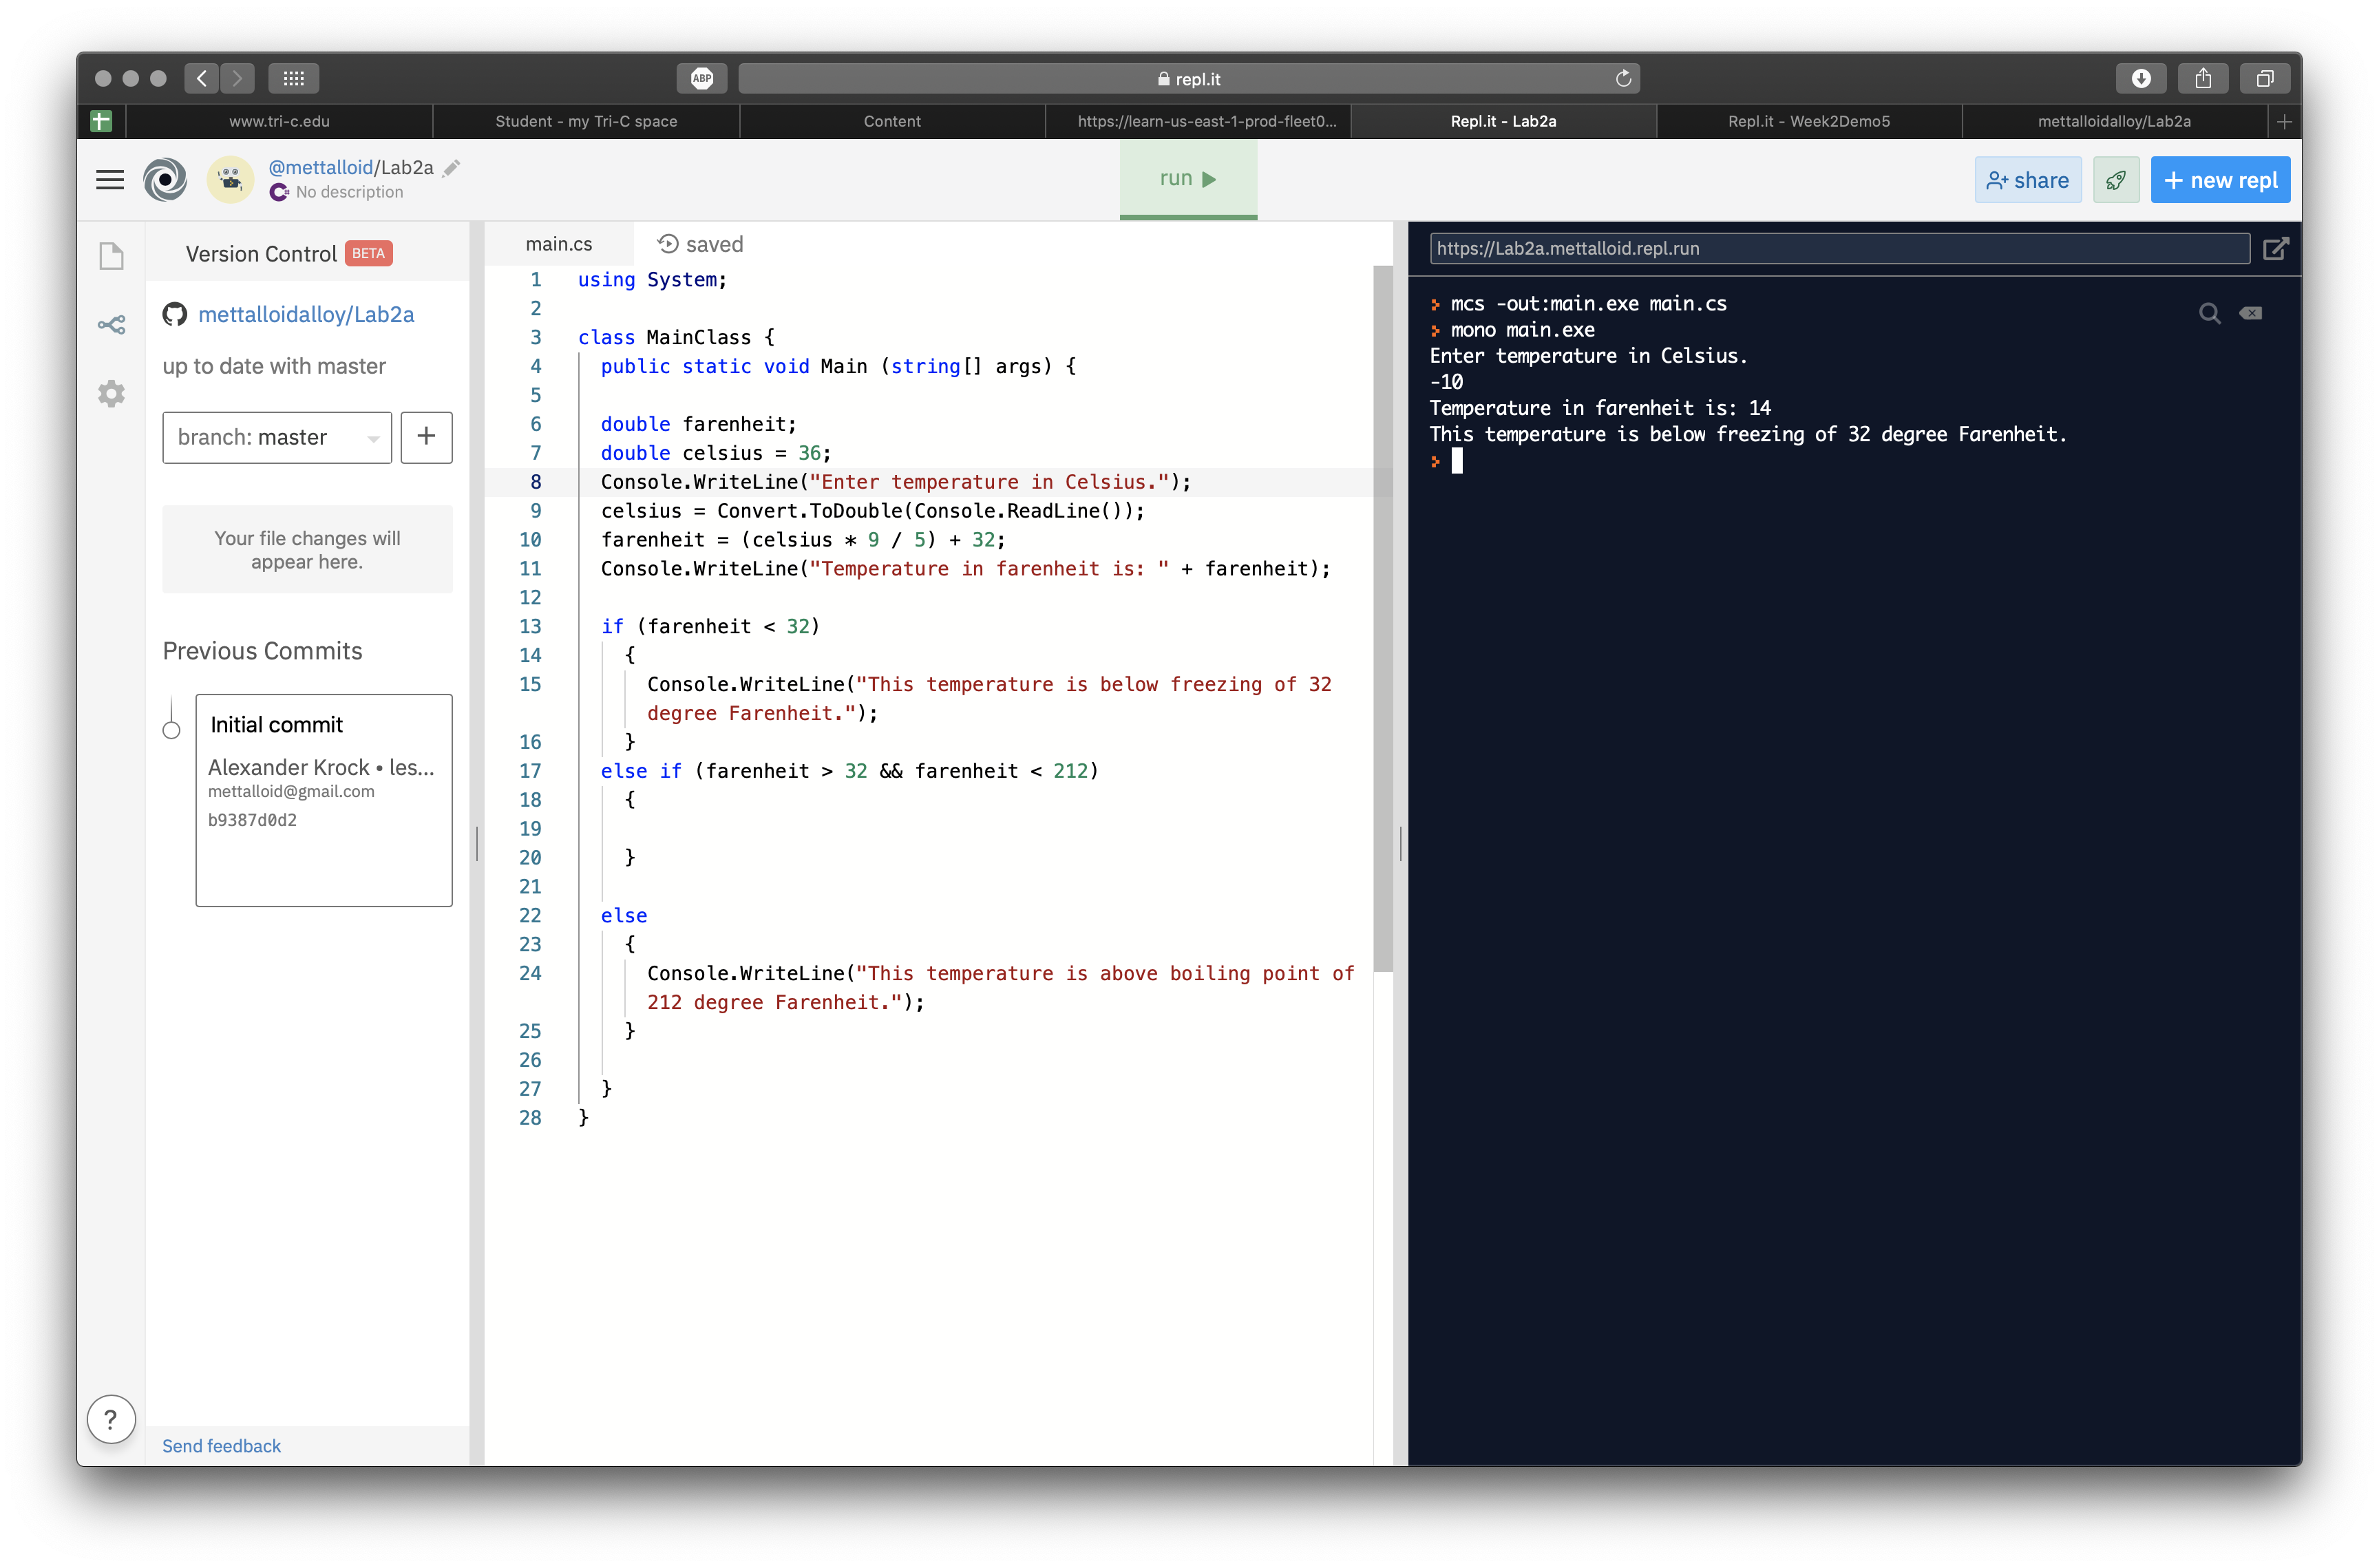 ABP
repl.it
www.tri-c.edu
Student - my Tri-C space
Content
https://learn-us-east-1-prod-fleet0...
Repl.it - Lab2a
Repl.it - Week2Demo5
mettalloidalloy/Lab2a
@mettalloid/Lab2a
No description
run
share
+ new repl
Version Control BETA
mettalloidalloy/Lab2a
up to date with master
branch: master
+
Your file changes will
appear here.
Previous Commits
Initial commit
Alexander Krock • les...
mettalloid@gmail.com
b9387d0d2
?
Send feedback
main.cs
saved
1 using System;
2
3 class MainClass {
4 public static void Main (string[] args) {
5
6 double farenheit;
7 double celsius = 36;
8 Console.WriteLine("Enter temperature in Celsius.");
9 celsius = Convert.ToDouble(Console.ReadLine());
10 farenheit = (celsius * 9 / 5) + 32;
11 Console.WriteLine("Temperature in farenheit is: " + farenheit);
12
13 if (farenheit < 32)
14 {
15 Console.WriteLine("This temperature is below freezing of 32
degree Farenheit.");
16 }
17 else if (farenheit > 32 && farenheit < 212)
18 {
19
20 }
21
22 else
23 {
24 Console.WriteLine("This temperature is above boiling point of
212 degree Farenheit.");
25 }
26
27 }
28 }
https://Lab2a.mettalloid.repl.run
mcs -out:main.exe main.cs
mono main.exe
Enter temperature in Celsius.
-10
Temperature in farenheit is: 14
This temperature is below freezing of 32 degree Farenheit.